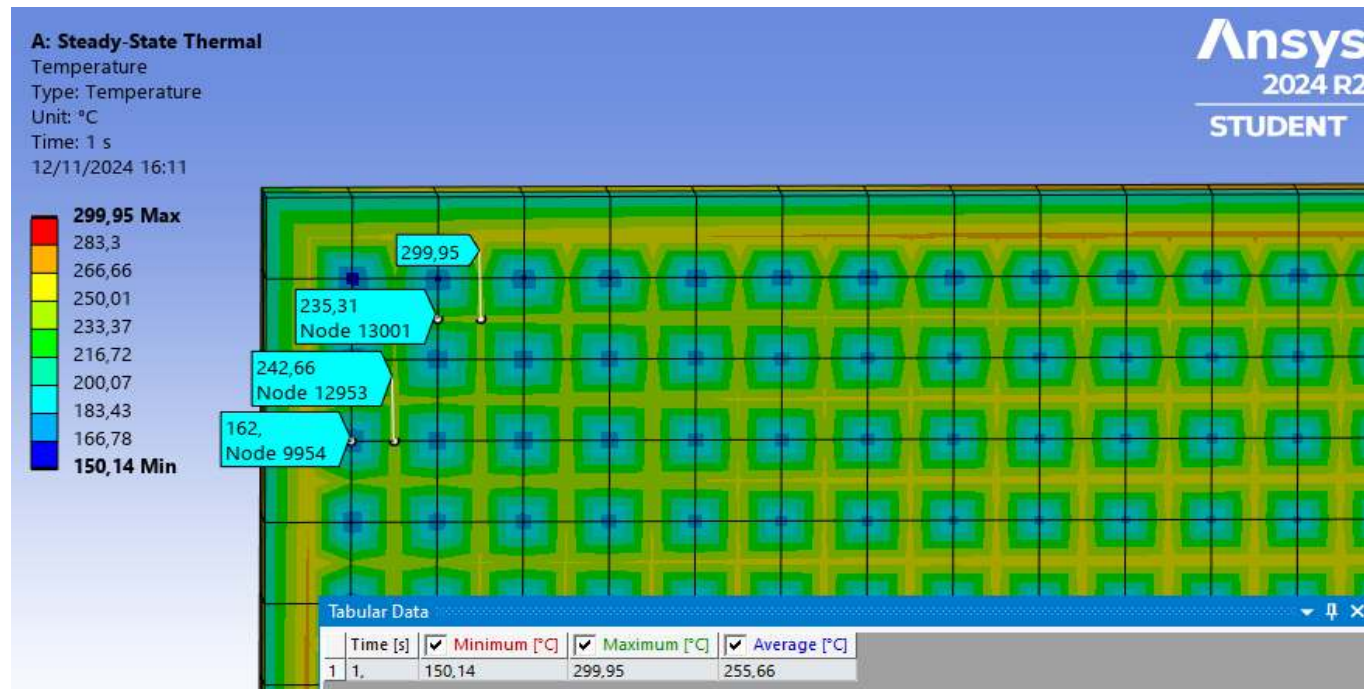 A: Steady-State Thermal
Temperature
Type: Temperature
Unit: °C
Time: 1 s
12/11/2024 16:11
Ansys
2024 R2
STUDENT
299,95 Max
283,3
266,66
250,01
233,37
216,72
200,07
183,43
166,78
150,14 Min
299,95
235,31
Node 13001
242,66
Node 12953
162,
Node 9954
Tabular Data
Time [s] Minimum [°C] Maximum [°C] Average [°C]
1 1, 150,14 299,95 255,66